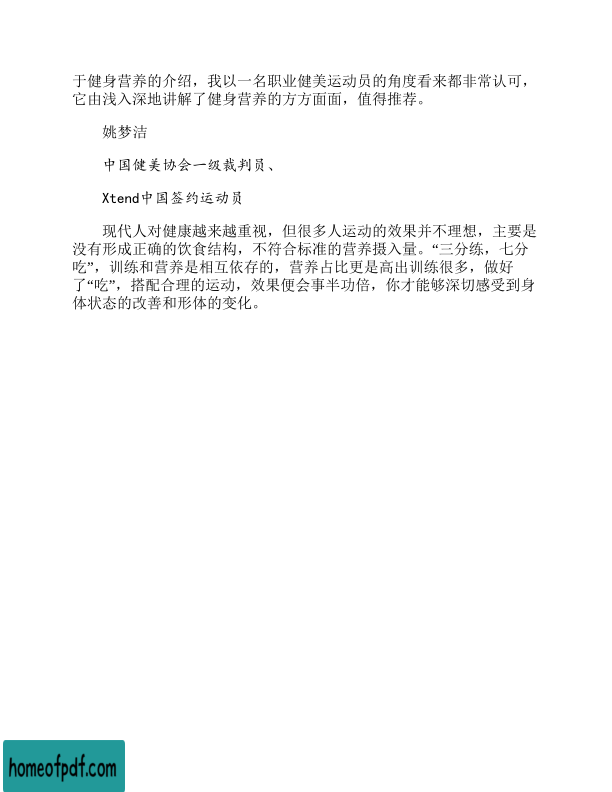 于健身营养的介绍，我以一名职业健美运动员的角度看来都非常认可，
它由浅入深地讲解了健身营养的方方面面，值得推荐。
姚梦洁
中国健美协会一级裁判员、
Xtend中国签约运动员
现代人对健康越来越重视，但很多人运动的效果并不理想，主要是
没有形成正确的饮食结构，不符合标准的营养摄入量。“三分练，七分
吃”，训练和营养是相互依存的，营养占比更是高出训练很多，做好
了“吃”，搭配合理的运动，效果便会事半功倍，你才能够深切感受到身
体状态的改善和形体的变化。
homeofpdf.com